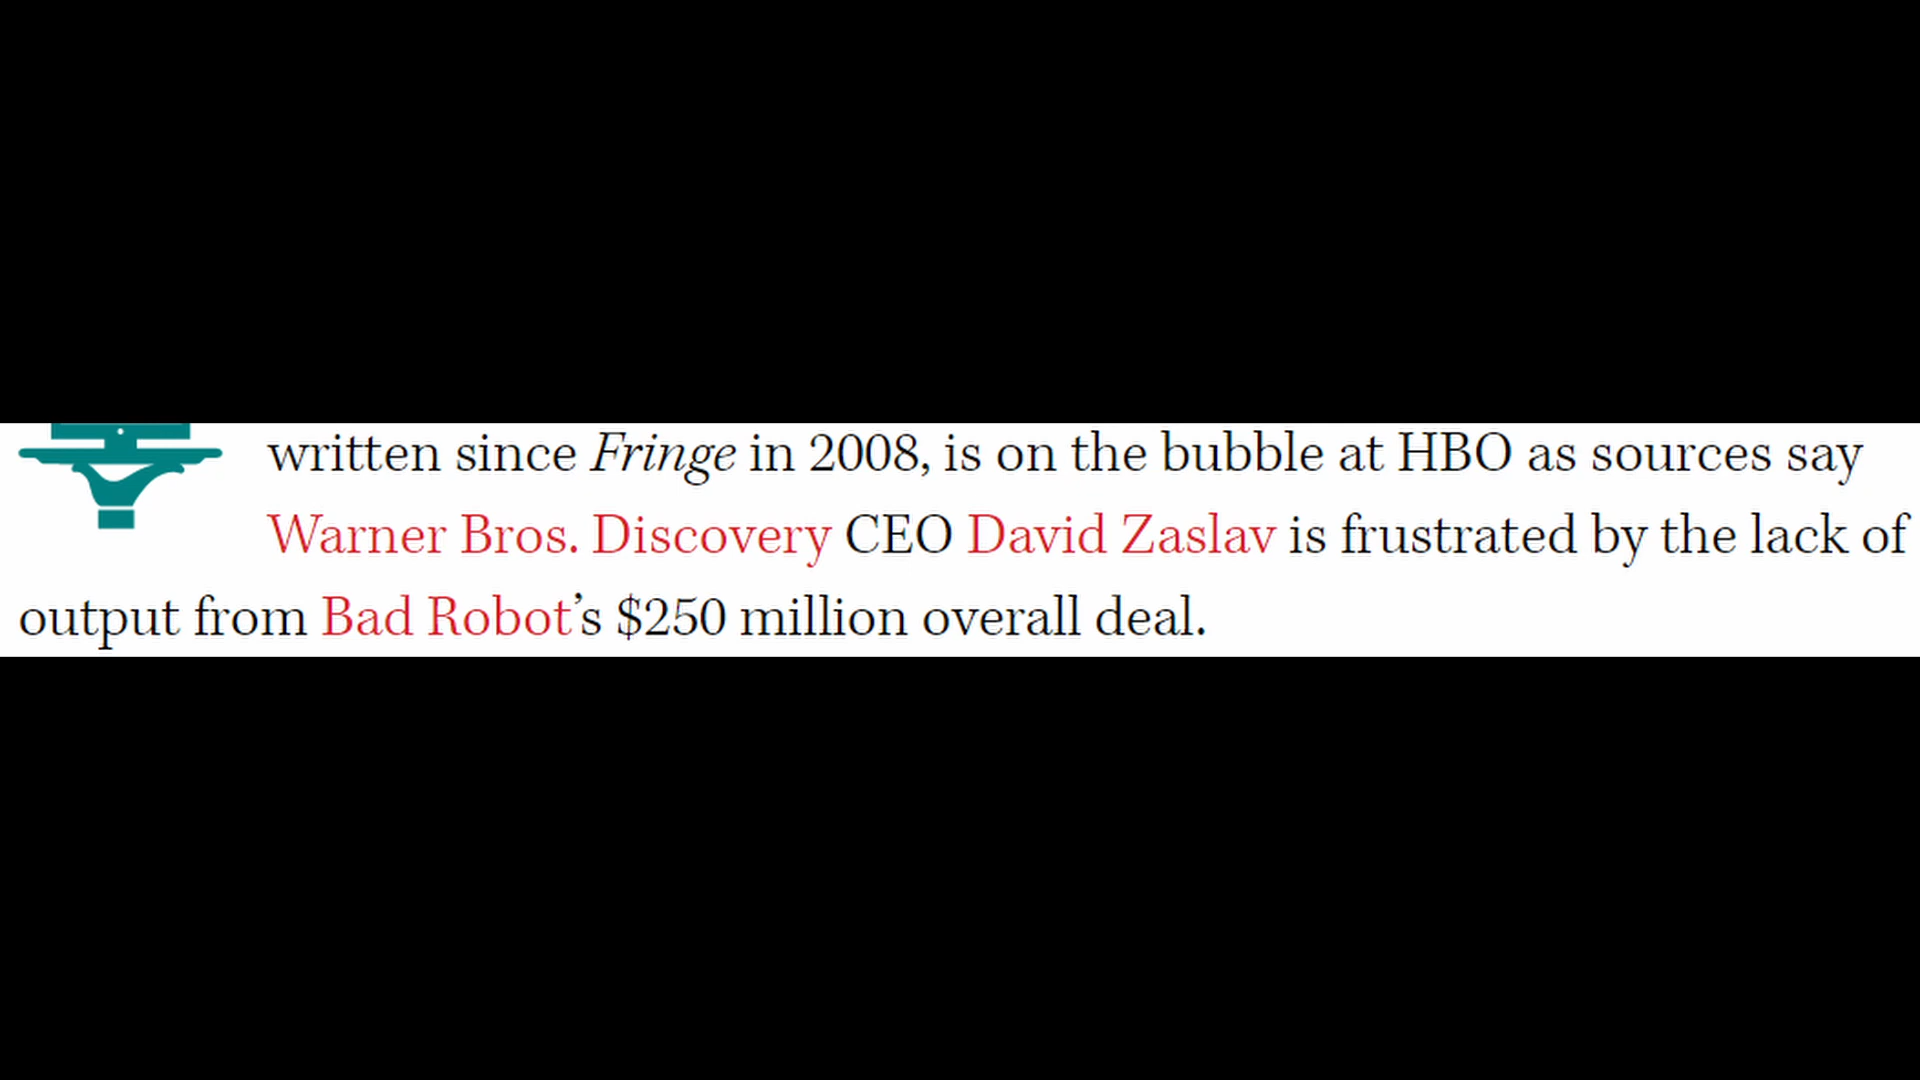 written since Fringe in 2008, is on the bubble at HBO as sources say
Warner Bros. Discovery CEO David Zaslav is frustrated by the lack of
output from Bad Robot’s $250 million overall deal.